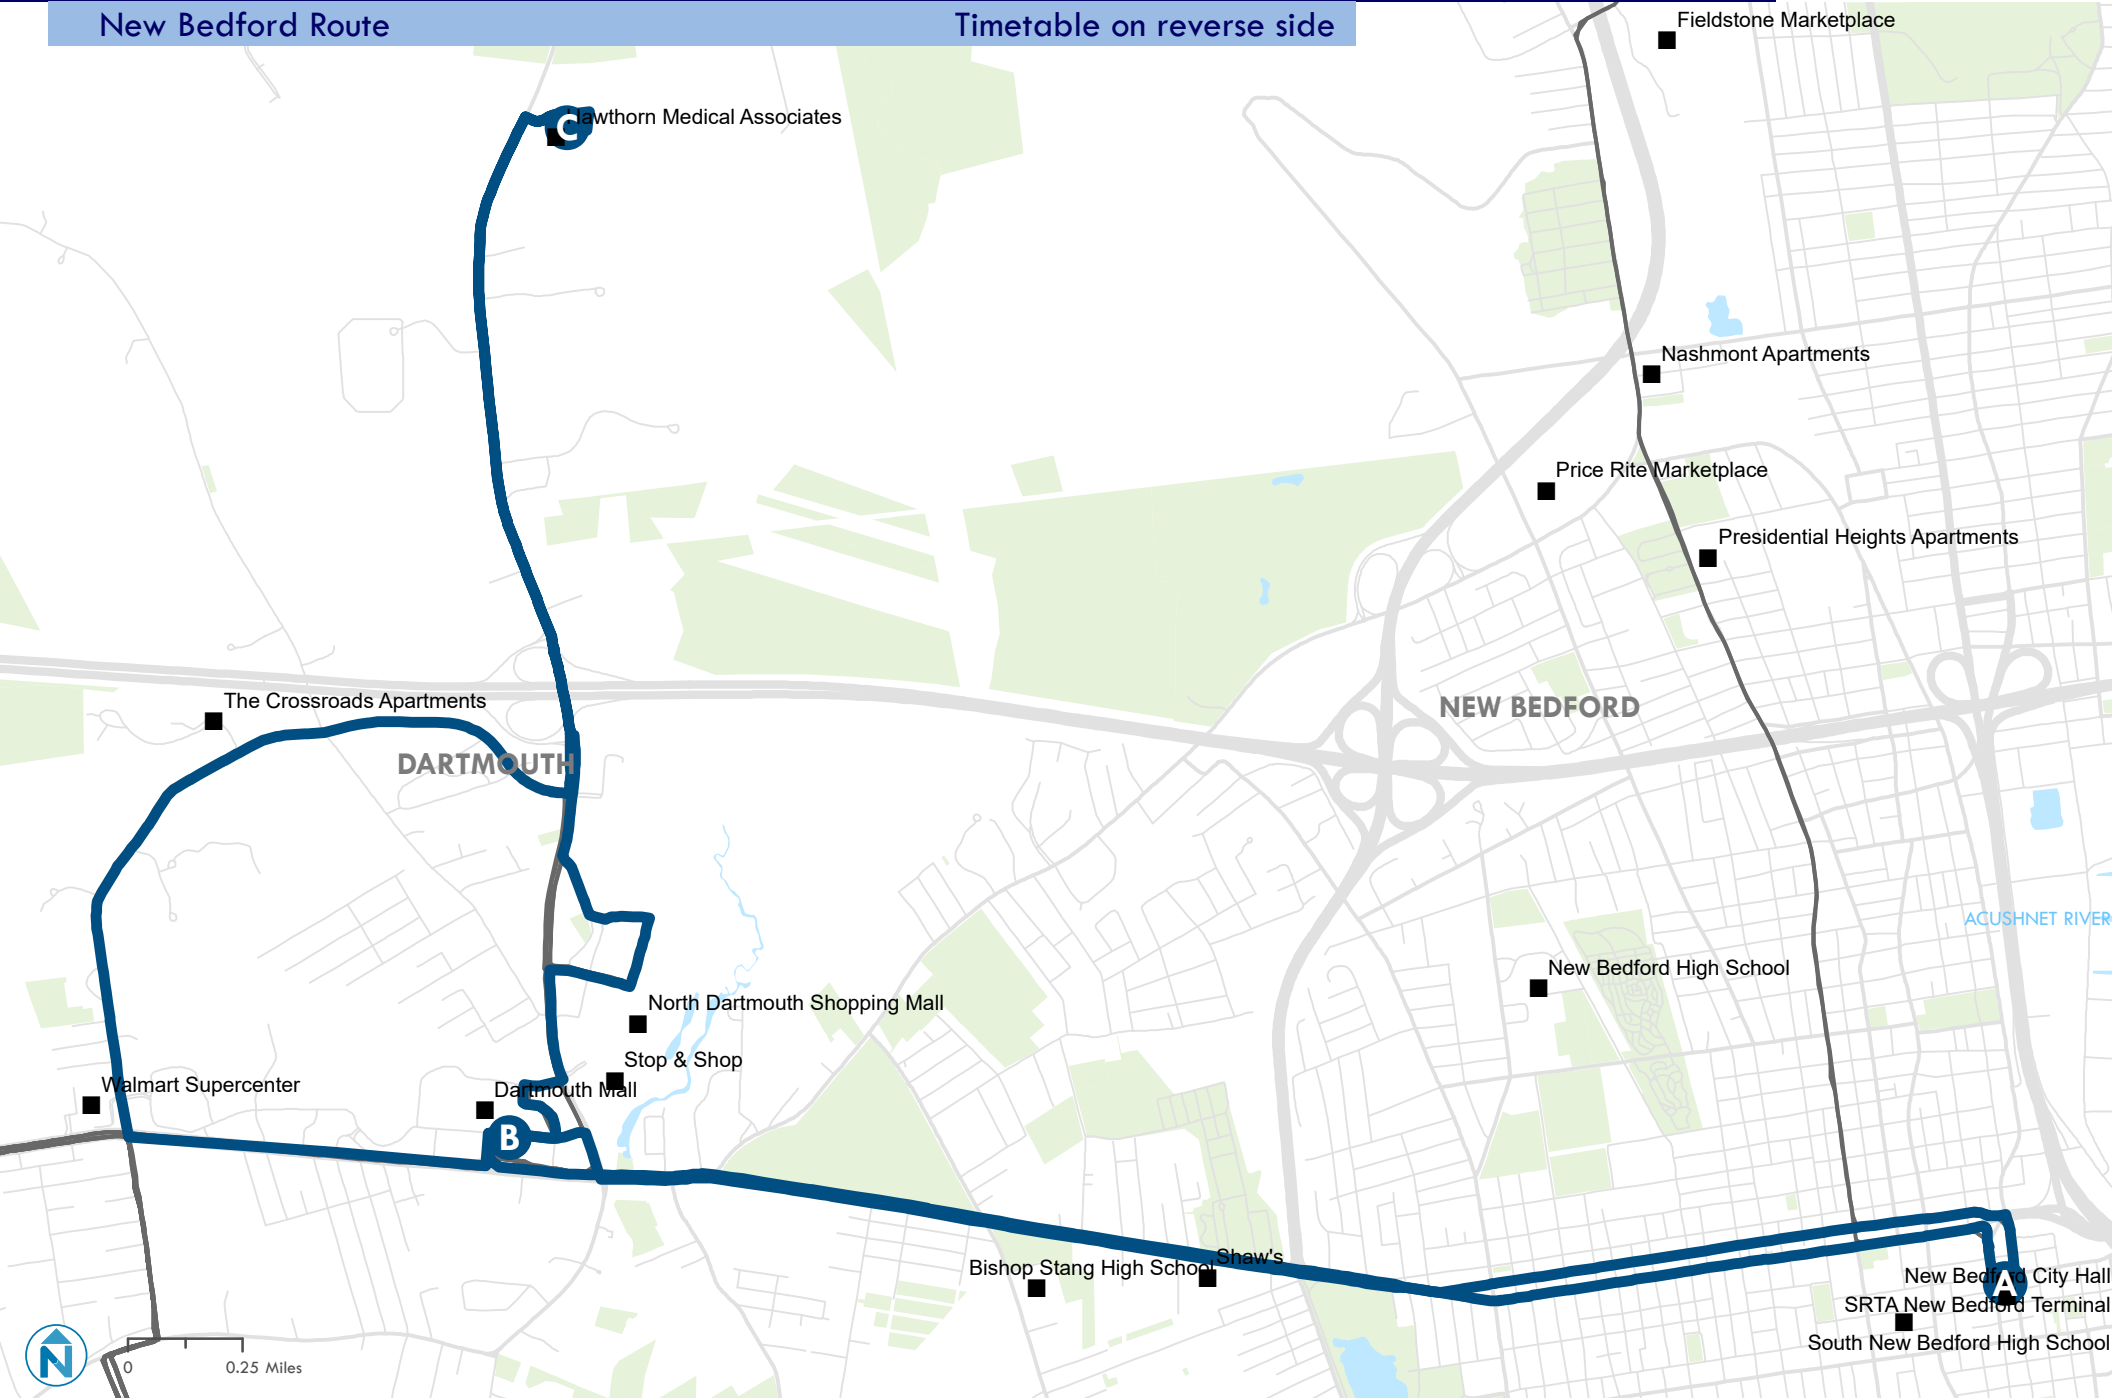 New Bedford Route
Timetable on reverse side
Fieldstone Marketplace
Hawthorn Medical Associates
C
Nashmont Apartments
Price Rite Marketplace
Presidential Heights Apartments
The Crossroads Apartments
NEW BEDFORD
DARTMOUTH
ACUSHNET RIVER
New Bedford High School
North Dartmouth Shopping Mall
Stop & Shop
Walmart Supercenter
Dartmouth Mall
B
Shaw's
Bishop Stang High School
New Bedford City Hall
A
SRTA New Bedford Terminal
South New Bedford High School
N
0
0.25 Miles